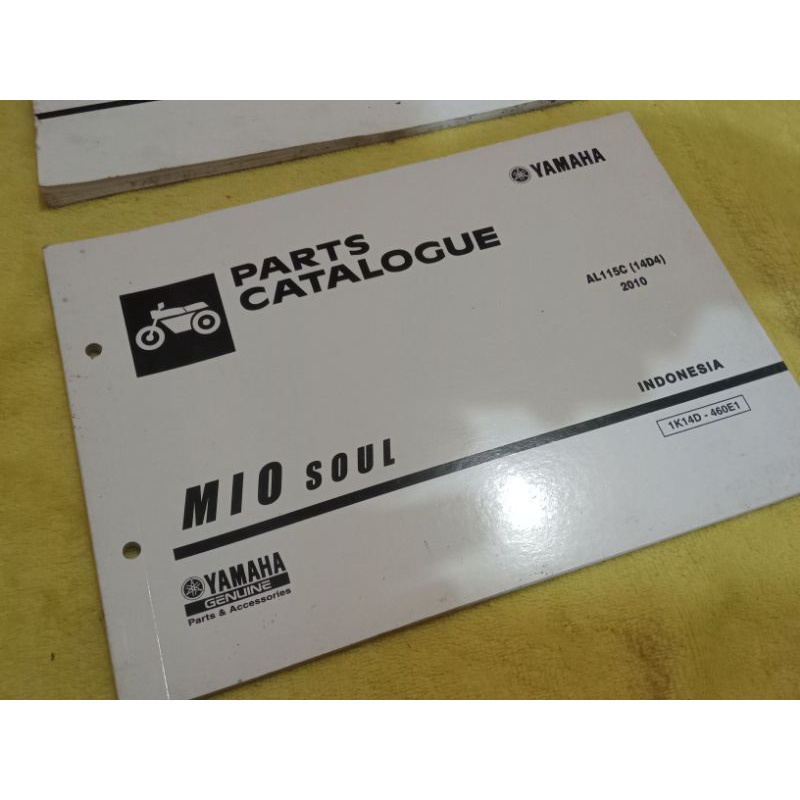 YAMAHA
PARTS
CATALOGUE
AL115C (14D4)
2010
INDONESIA
1K14D - 460E1
MIO SOUL
YAMAHA
GENUINE
Parts & Accessories